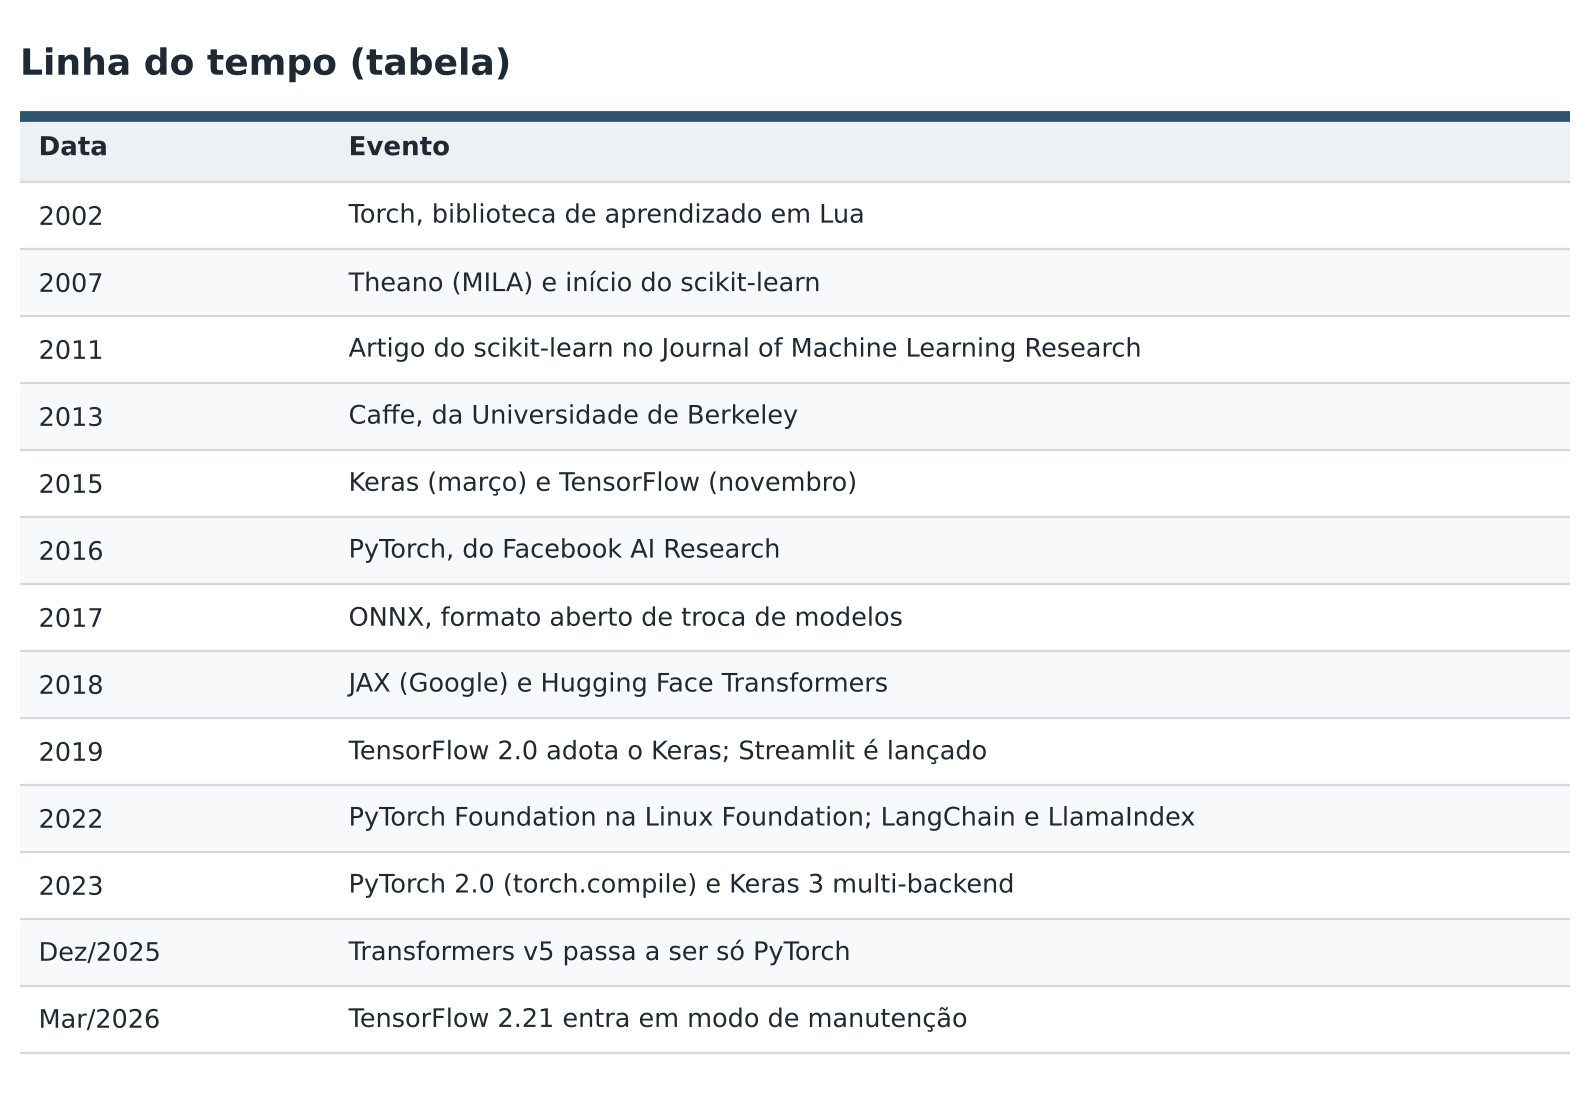 Linha do tempo (tabela)
Data Evento
2002 Torch, biblioteca de aprendizado em Lua
2007 Theano (MILA) e início do scikit-learn
2011 Artigo do scikit-learn no Journal of Machine Learning Research
2013 Caffe, da Universidade de Berkeley
2015 Keras (março) e TensorFlow (novembro)
2016 PyTorch, do Facebook AI Research
2017 ONNX, formato aberto de troca de modelos
2018 JAX (Google) e Hugging Face Transformers
2019 TensorFlow 2.0 adota o Keras; Streamlit é lançado
2022 PyTorch Foundation na Linux Foundation; LangChain e LlamaIndex
2023 PyTorch 2.0 (torch.compile) e Keras 3 multi-backend
Dez/2025 Transformers v5 passa a ser só PyTorch
Mar/2026 TensorFlow 2.21 entra em modo de manutenção